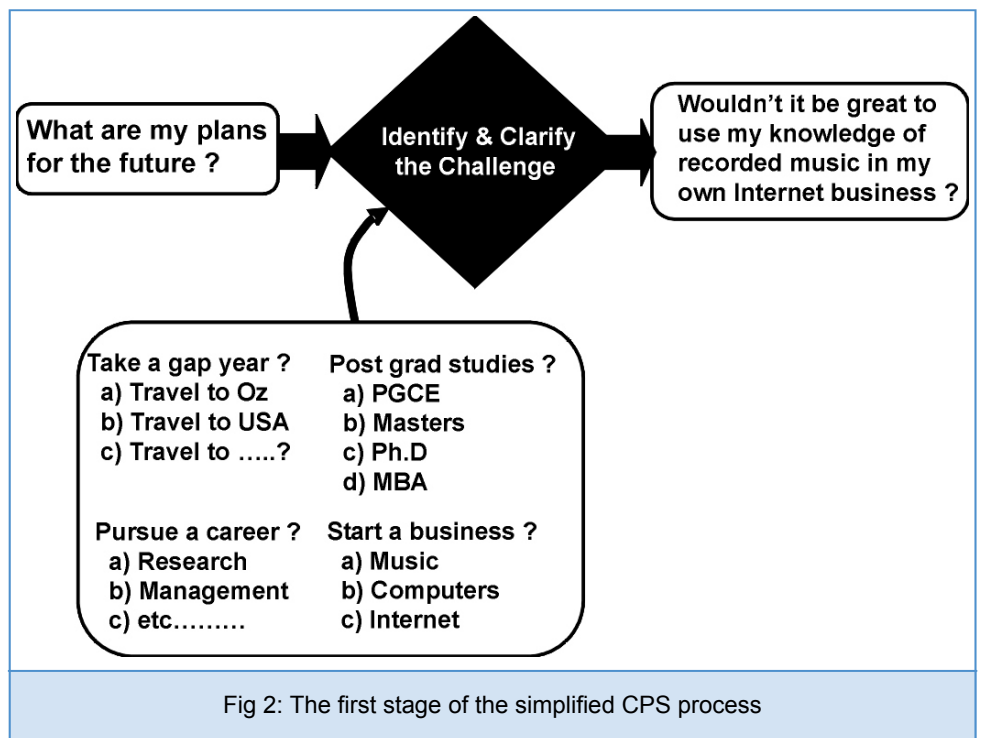 What are my plans
for the future ?
Identify & Clarify
the Challenge
Wouldn’t it be great to
use my knowledge of
recorded music in my
own Internet business ?
Take a gap year ?
a) Travel to Oz
b) Travel to USA
c) Travel to …..?
Post grad studies ?
a) PGCE
b) Masters
c) Ph.D
d) MBA
Pursue a career ?
a) Research
b) Management
c) etc………
Start a business ?
a) Music
b) Computers
c) Internet
Fig 2: The first stage of the simplified CPS process